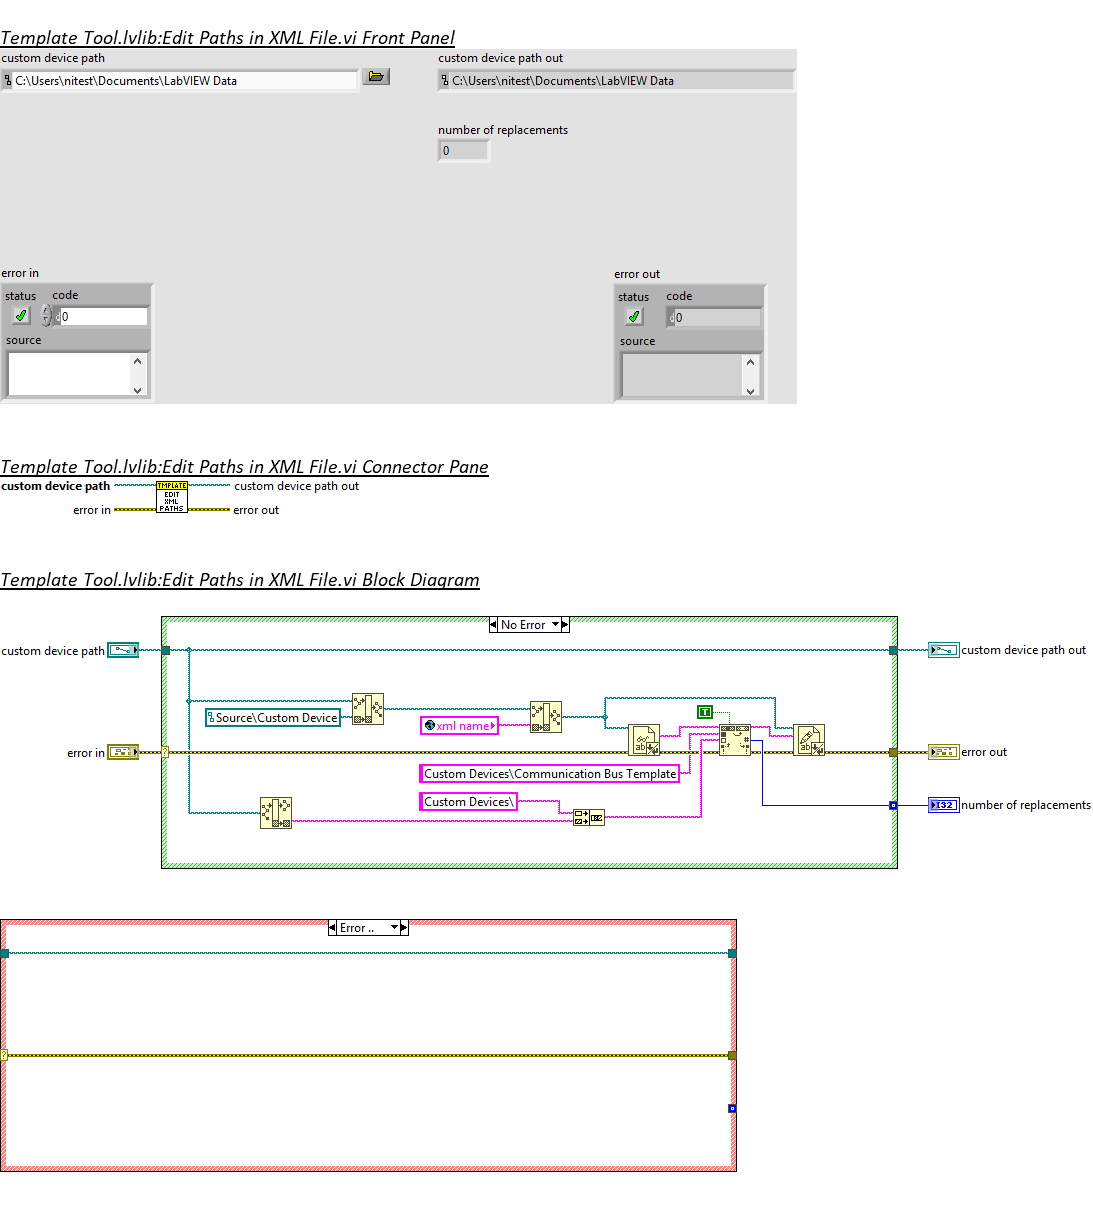 Template Tool.lvlib:Edit Paths in XML File.vi Front Panel
custom device path
custom device path out
C:\Users\nitest\Documents\LabVIEW Data
C:\Users\nitest\Documents\LabVIEW Data
number of replacements
0
error in
error out
status code
status code
d 0
d 0
source
source
Template Tool.lvlib:Edit Paths in XML File.vi Connector Pane
custom device path
TMPLATE
EDIT
XML
PATHS
custom device path out
error in
error out
Template Tool.lvlib:Edit Paths in XML File.vi Block Diagram
No Error
custom device path
custom device path out
Source\Custom Device
xml name
T
error in
?
ab
#
ab
error out
Custom Devices\Communication Bus Template
Custom Devices\
I32
number of replacements
Error ..
?